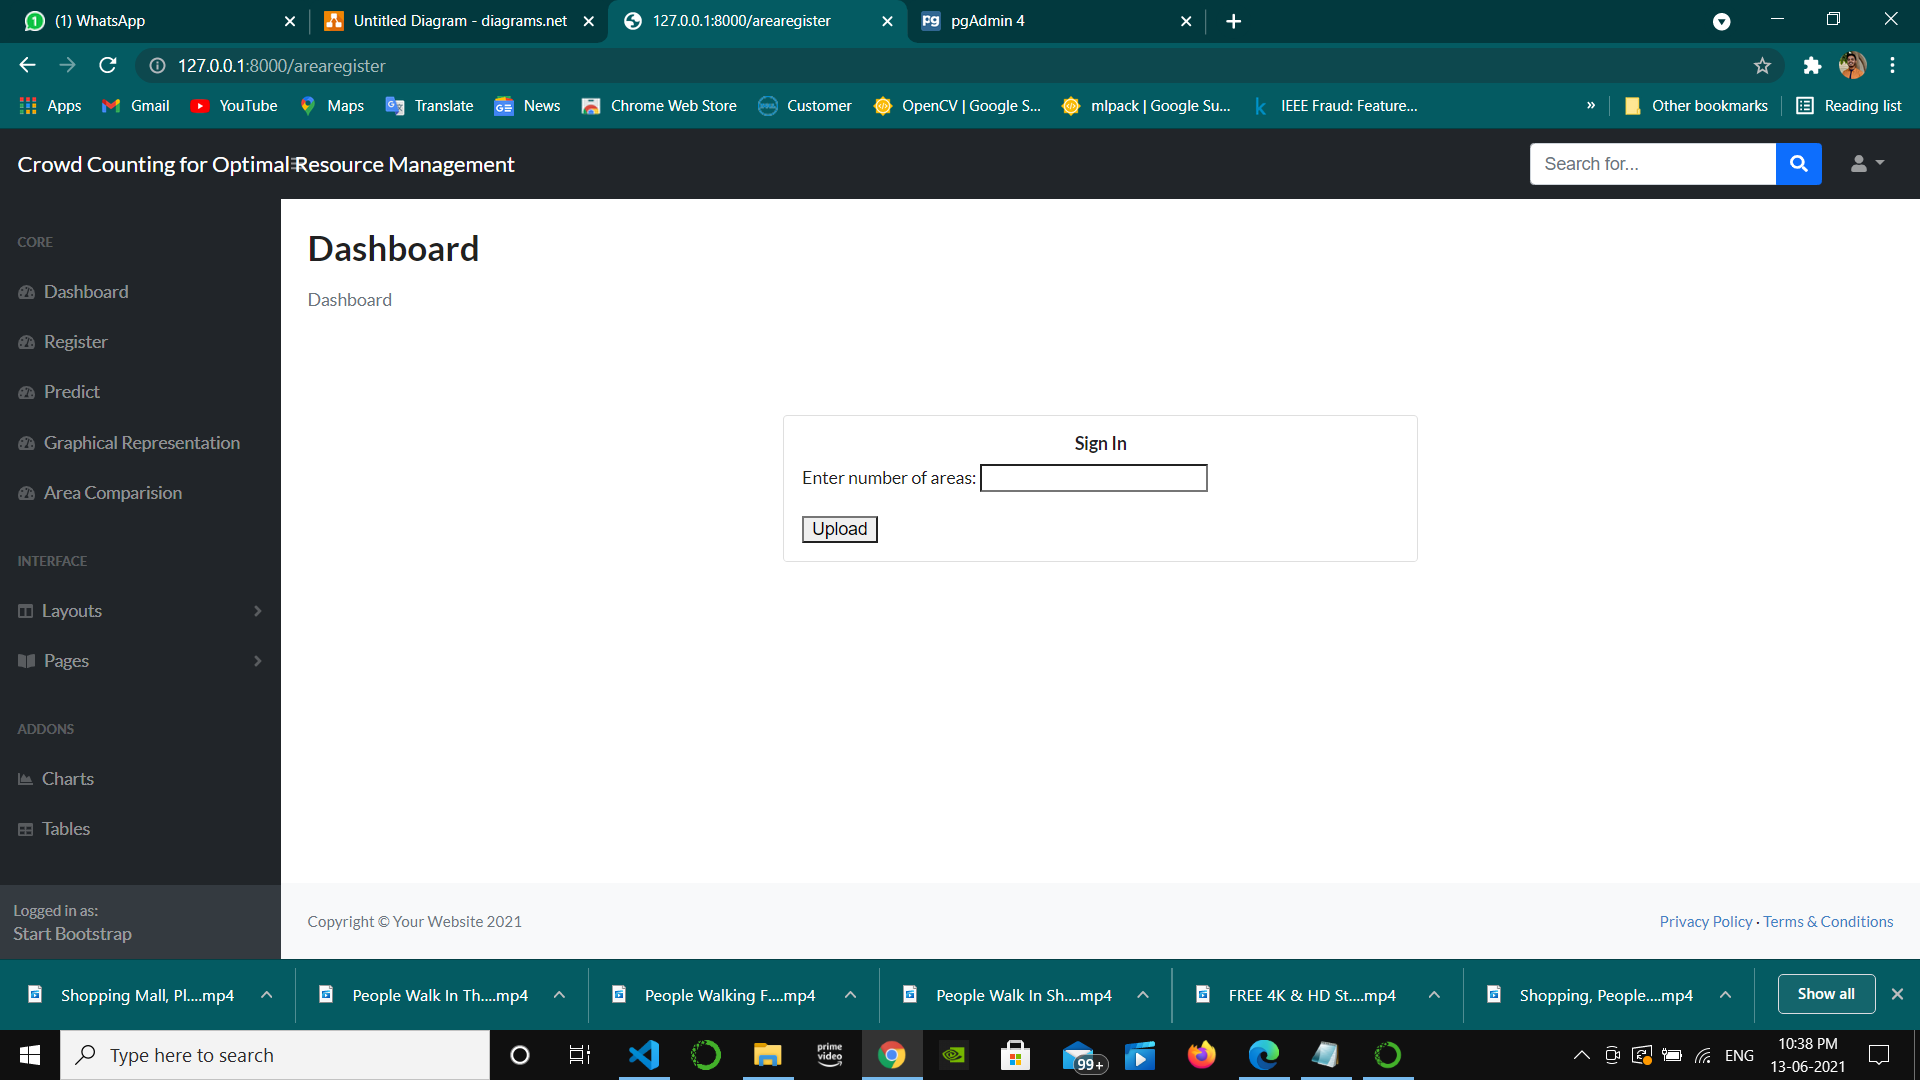 (1) WhatsApp
Untitled Diagram - diagrams.net
127.0.0.1:8000/arearegister
pgAdmin 4
127.0.0.1:8000/arearegister
Apps
Gmail
YouTube
Maps
Translate
News
Chrome Web Store
Customer
OpenCV | Google S...
mlpack | Google Su...
IEEE Fraud: Feature...
»
Other bookmarks
Reading list
Crowd Counting for Optimal Resource Management
Search for...
CORE
Dashboard
Register
Predict
Graphical Representation
Area Comparision
INTERFACE
Layouts
Pages
ADDONS
Charts
Tables
Logged in as:
Start Bootstrap
Dashboard
Dashboard
Sign In
Enter number of areas:
Upload
Copyright © Your Website 2021
Privacy Policy · Terms & Conditions
Shopping Mall, Pl....mp4
People Walk In Th....mp4
People Walking F....mp4
People Walk In Sh....mp4
FREE 4K & HD St....mp4
Shopping, People....mp4
Show all
Type here to search
prime video
99+
ENG
10:38 PM
13-06-2021